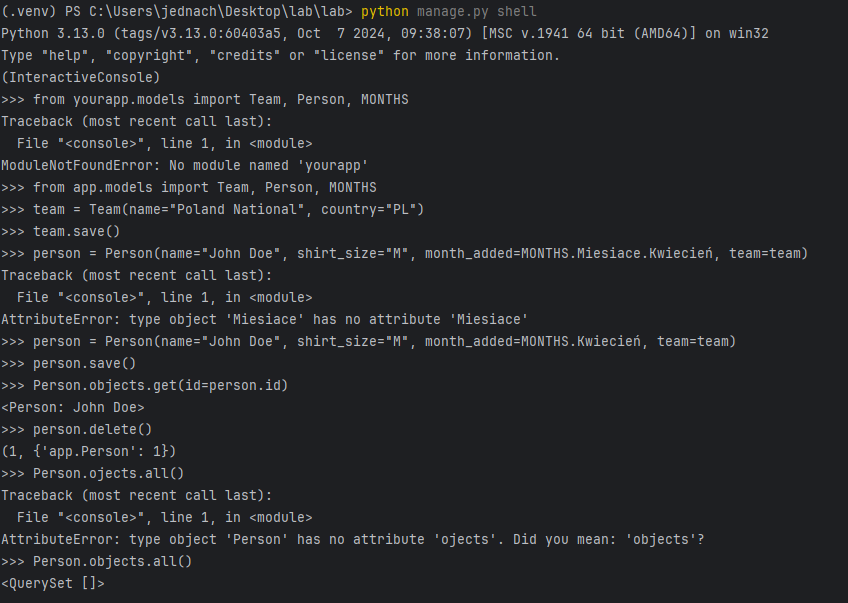 (.venv) PS C:\Users\jednach\Desktop\lab\lab> python manage.py shell
Python 3.13.0 (tags/v3.13.0:60403a5, Oct  7 2024, 09:38:07) [MSC v.1941 64 bit (AMD64)] on win32
Type "help", "copyright", "credits" or "license" for more information.
(InteractiveConsole)
>>> from yourapp.models import Team, Person, MONTHS
Traceback (most recent call last):
  File "<console>", line 1, in <module>
ModuleNotFoundError: No module named 'yourapp'
>>> from app.models import Team, Person, MONTHS
>>> team = Team(name="Poland National", country="PL")
>>> team.save()
>>> person = Person(name="John Doe", shirt_size="M", month_added=MONTHS.Miesiace.Kwiecień, team=team)
Traceback (most recent call last):
  File "<console>", line 1, in <module>
AttributeError: type object 'Miesiace' has no attribute 'Miesiace'
>>> person = Person(name="John Doe", shirt_size="M", month_added=MONTHS.Kwiecień, team=team)
>>> person.save()
>>> Person.objects.get(id=person.id)
<Person: John Doe>
>>> person.delete()
(1, {'app.Person': 1})
>>> Person.ojects.all()
Traceback (most recent call last):
  File "<console>", line 1, in <module>
AttributeError: type object 'Person' has no attribute 'ojects'. Did you mean: 'objects'?
>>> Person.objects.all()
<QuerySet []>